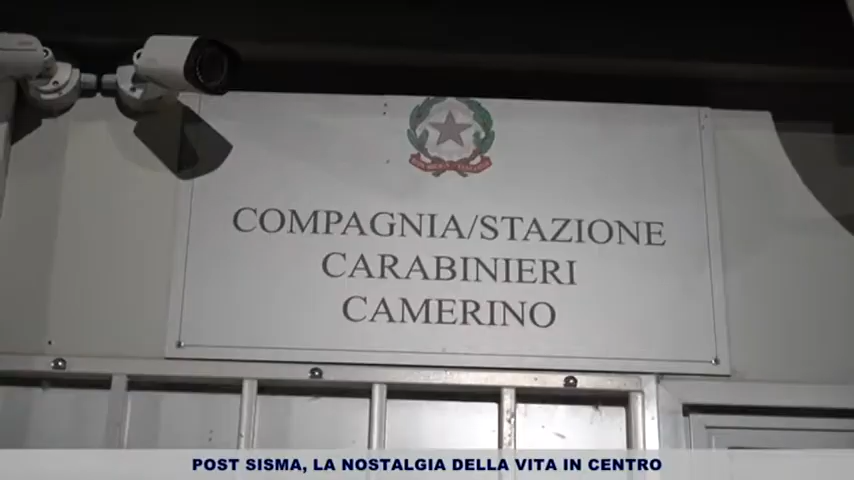 COMPAGNIA/STAZIONE
CARABINIERI
CAMERINO
POST SISMA, LA NOSTALGIA DELLA VITA IN CENTRO